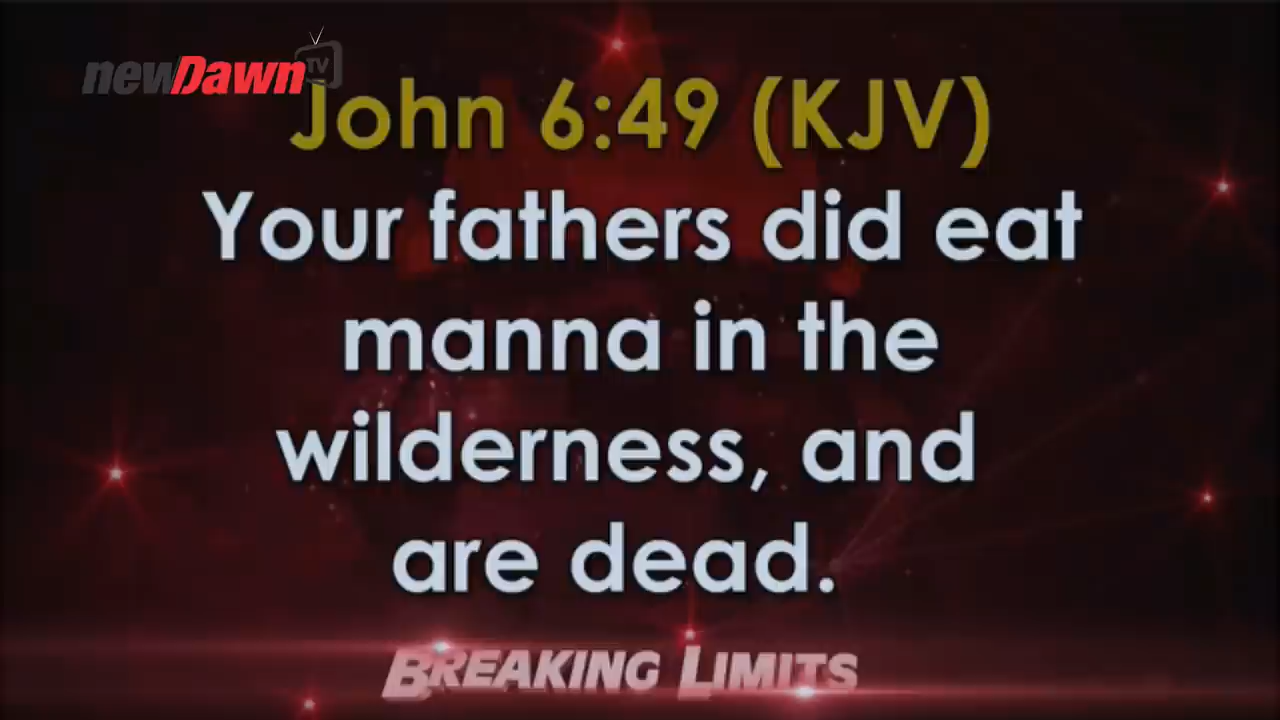 newDawn TV
John 6:49 (KJV)
Your fathers did eat
manna in the
wilderness, and
are dead.
BREAKING LIMITS